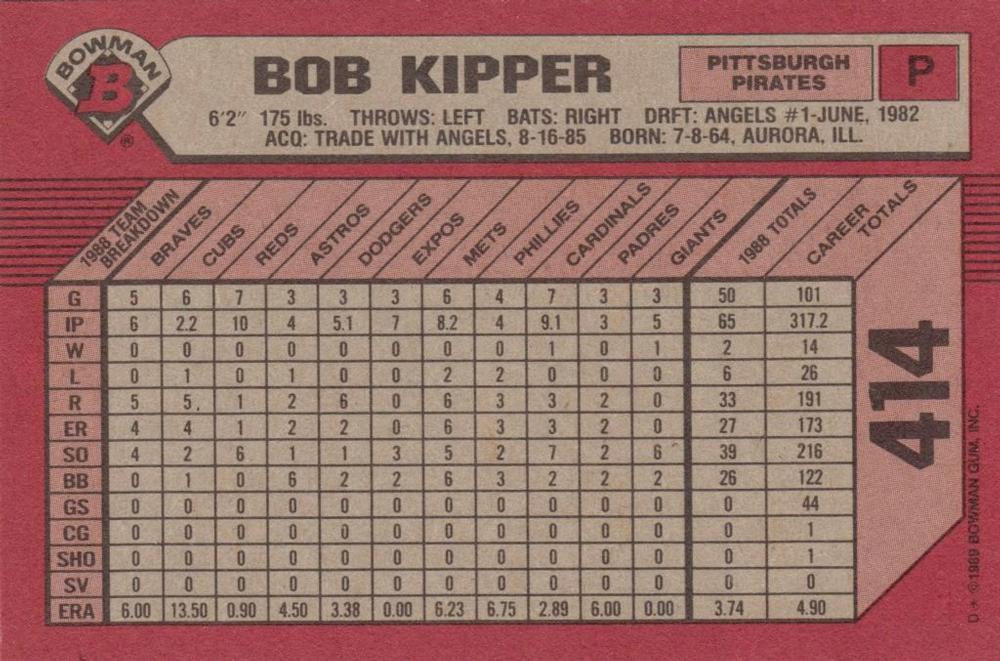 BOWMAN
B
®
BOB KIPPER
PITTSBURGH
PIRATES
P
6'2" 175 lbs. THROWS: LEFT BATS: RIGHT DRFT: ANGELS #1-JUNE, 1982
ACQ: TRADE WITH ANGELS, 8-16-85 BORN: 7-8-64, AURORA, ILL.
1988 TEAM BREAKDOWN BRAVES CUBS REDS ASTROS DODGERS EXPOS METS PHILLIES CARDINALS PADRES GIANTS 1988 TOTALS CAREER TOTALS
G 5 6 7 3 3 3 6 4 7 3 3 50 101
IP 6 2.2 10 4 5.1 7 8.2 4 9.1 3 5 65 317.2
W 0 0 0 0 0 0 0 0 1 0 1 2 14
L 0 1 0 1 0 0 2 2 0 0 0 6 26
R 5 5 1 2 6 0 6 3 3 2 0 33 191
ER 4 4 1 2 2 0 6 3 3 2 0 27 173
SO 4 2 6 1 1 3 5 2 7 2 6 39 216
BB 0 1 0 6 2 2 6 3 2 2 2 26 122
GS 0 0 0 0 0 0 0 0 0 0 0 0 44
CG 0 0 0 0 0 0 0 0 0 0 0 0 1
SHO 0 0 0 0 0 0 0 0 0 0 0 0 1
SV 0 0 0 0 0 0 0 0 0 0 0 0 0
ERA 6.00 13.50 0.90 4.50 3.38 0.00 6.23 6.75 2.89 6.00 0.00 3.74 4.90
414
D * ©1989 BOWMAN GUM, INC.